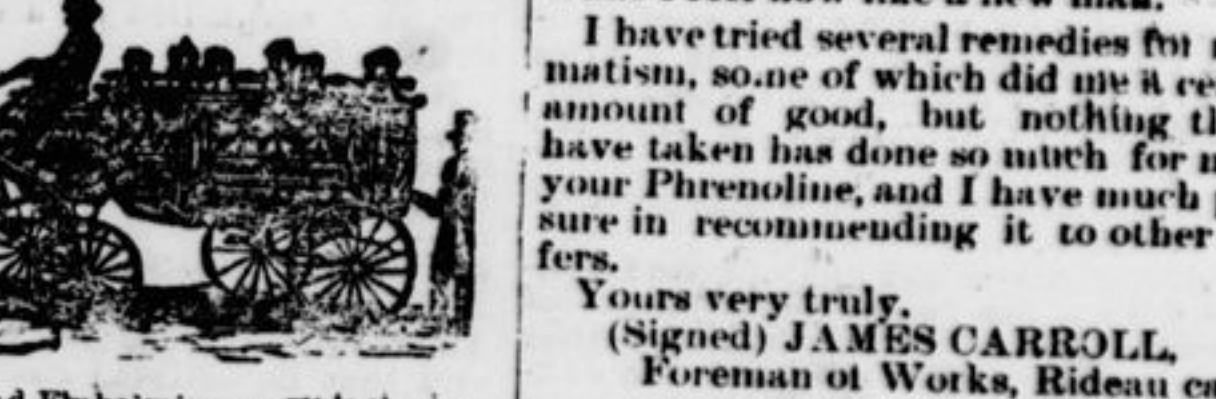 I have tried several remedies for
matism, some of which did me a ce
amount of good, but nothing th
have taken has done so much for m
your Phrenoline, and I have much p
sure in recommending it to other
fers.
Yours very truly.
(Signed) JAMES CARROLL,
Foreman of Works, Rideau ca